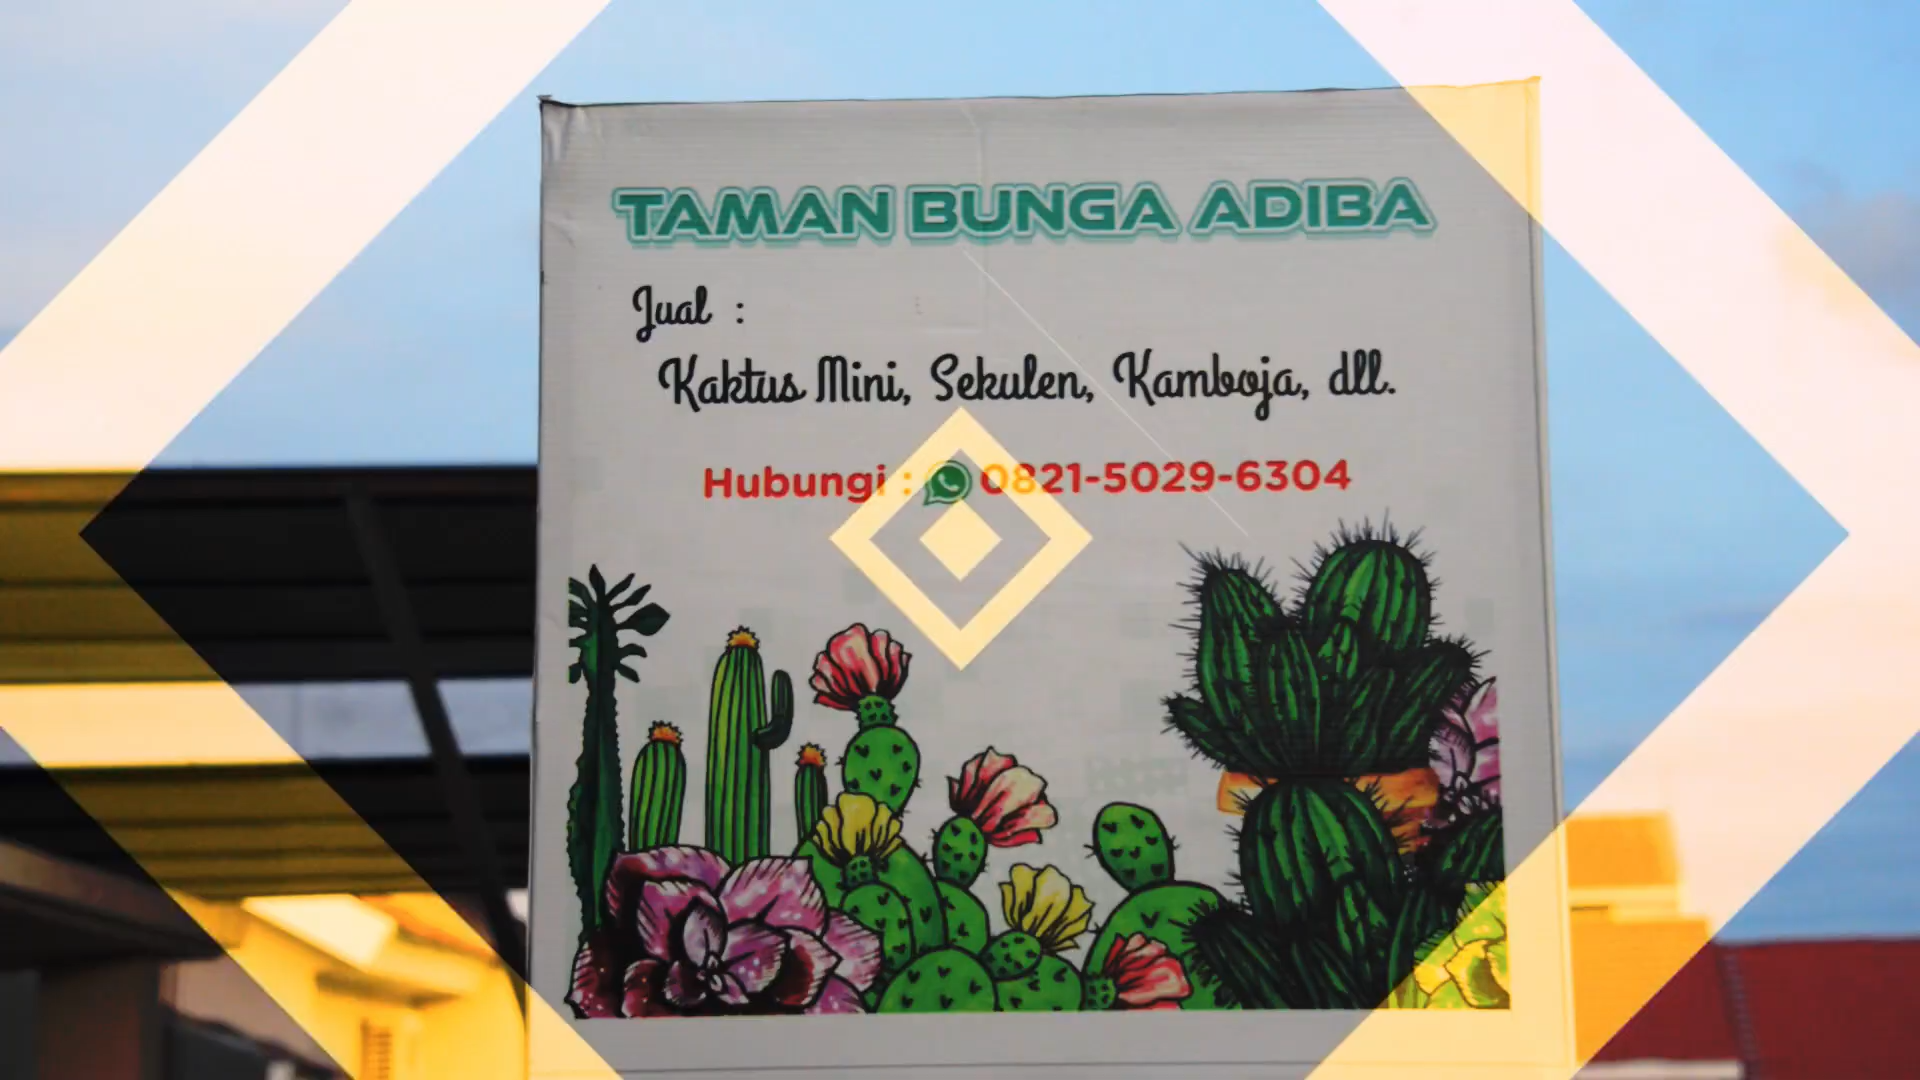 TAMAN BUNGA ADIBA
Jual :
Kaktus Mini, Sekulen, Kamboja, dll.
Hubungi : 0821-5029-6304